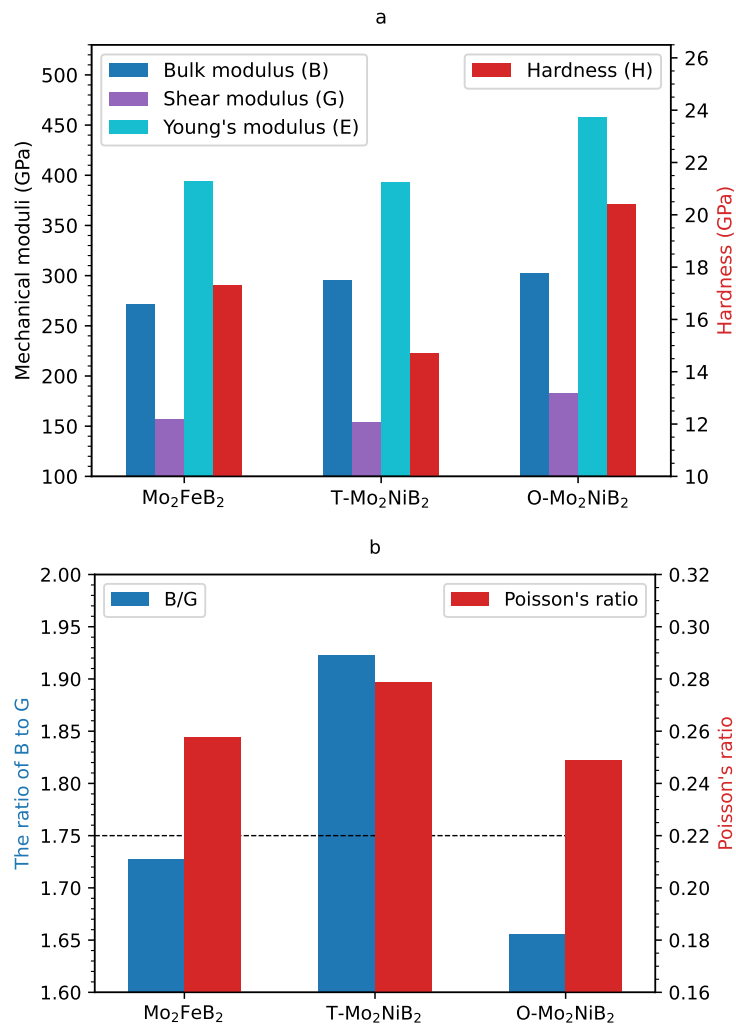 a
Bulk modulus (B)
Shear modulus (G)
Young's modulus (E)
Hardness (H)
Mechanical moduli (GPa)
500
450
400
350
300
250
200
150
100
26
24
22
20
18
16
14
12
10
Hardness (GPa)
Mo₂FeB₂ T-Mo₂NiB₂ O-Mo₂NiB₂
b
B/G
Poisson's ratio
The ratio of B to G
2.00
1.95
1.90
1.85
1.80
1.75
1.70
1.65
1.60
0.32
0.30
0.28
0.26
0.24
0.22
0.20
0.18
0.16
Poisson's ratio
Mo₂FeB₂ T-Mo₂NiB₂ O-Mo₂NiB₂